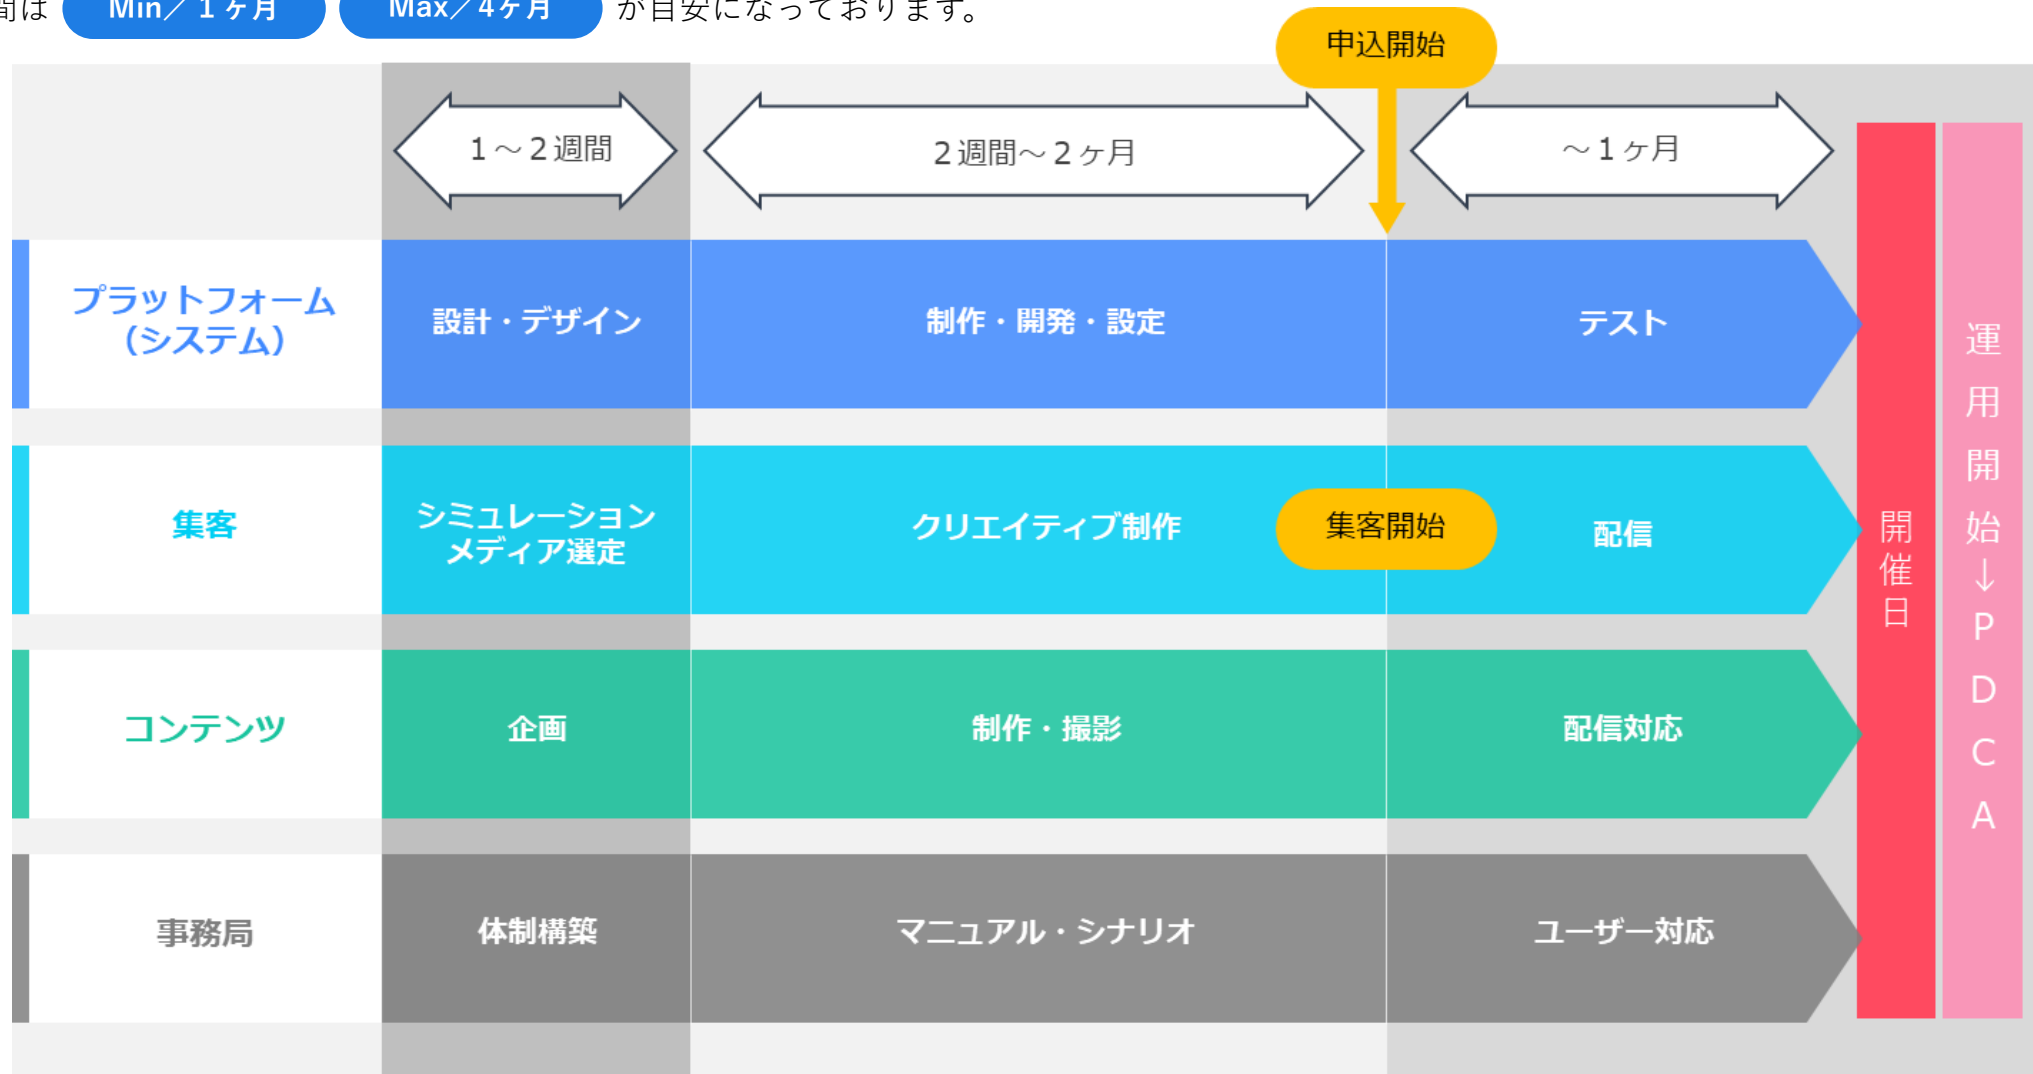 間は Min／１ヶ月 Max／4ヶ月 が目安になっております。
申込開始
１～２週間
２週間～２ヶ月
～１ヶ月
プラットフォーム
（システム）
設計・デザイン
制作・開発・設定
テスト
集客
シミュレーション
メディア選定
クリエイティブ制作
集客開始
配信
コンテンツ
企画
制作・撮影
配信対応
事務局
体制構築
マニュアル・シナリオ
ユーザー対応
開催日
運用開始→ＰＤＣＡ